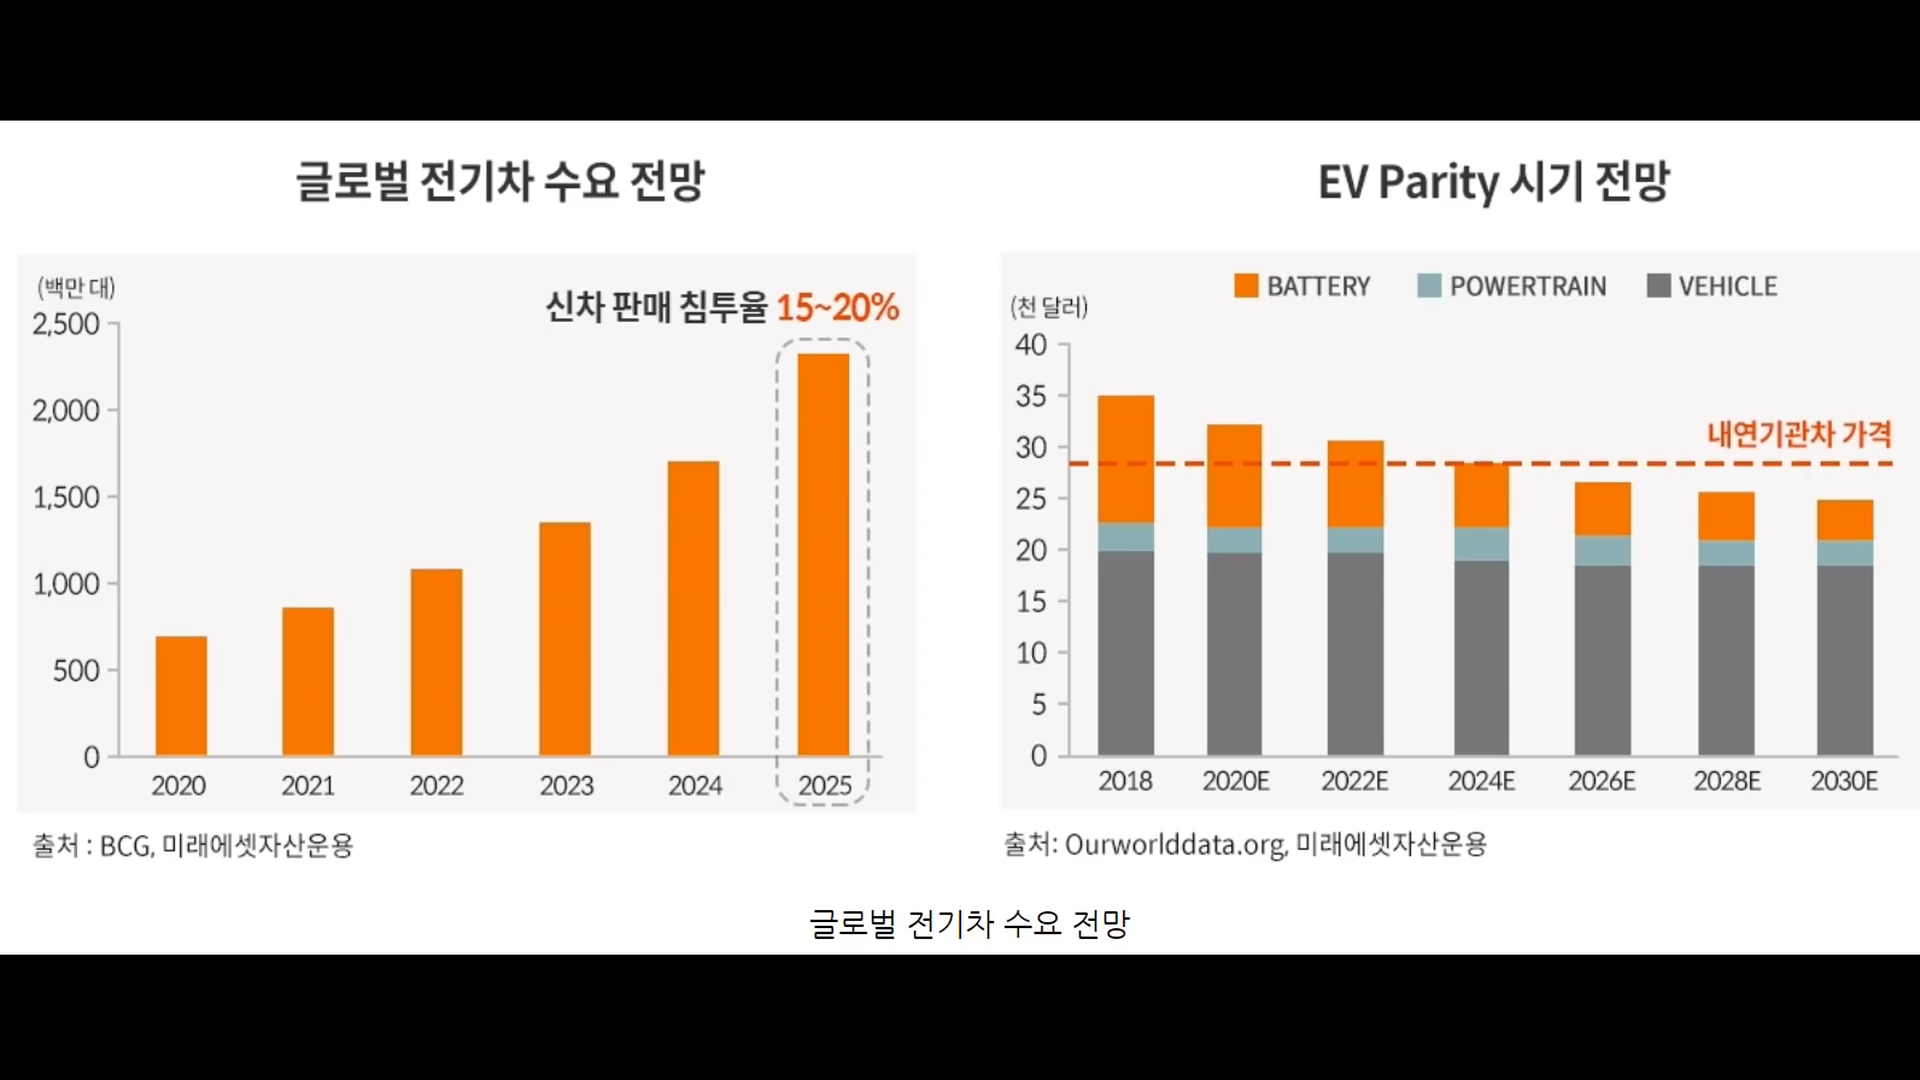 글로벌 전기차 수요 전망
(백만 대)
신차 판매 침투율 15~20%
2,500
2,000
1,500
1,000
500
0
2020 2021 2022 2023 2024 2025
출처 : BCG, 미래에셋자산운용
EV Parity 시기 전망
BATTERY POWERTRAIN VEHICLE
(천 달러)
40
35
30
25
20
15
10
5
0
내연기관차 가격
2018 2020E 2022E 2024E 2026E 2028E 2030E
출처: Ourworlddata.org, 미래에셋자산운용
글로벌 전기차 수요 전망